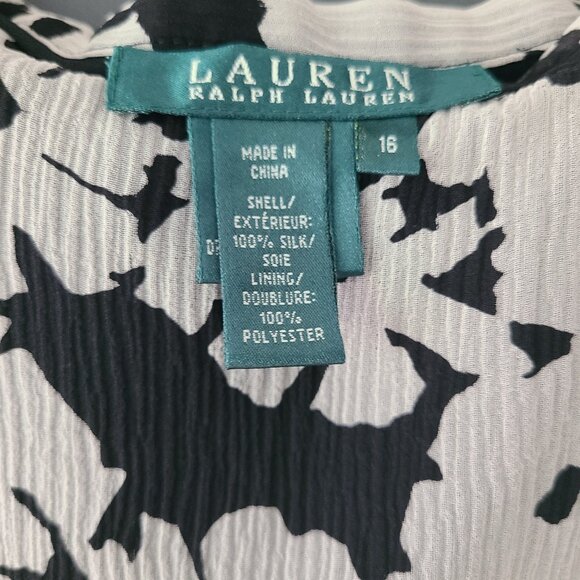 LAUREN
RALPH LAUREN
16
MADE IN
CHINA
SHELL/
EXTÉRIEUR:
100% SILK/
SOIE
LINING/
DOUBLURE:
100%
POLYESTER